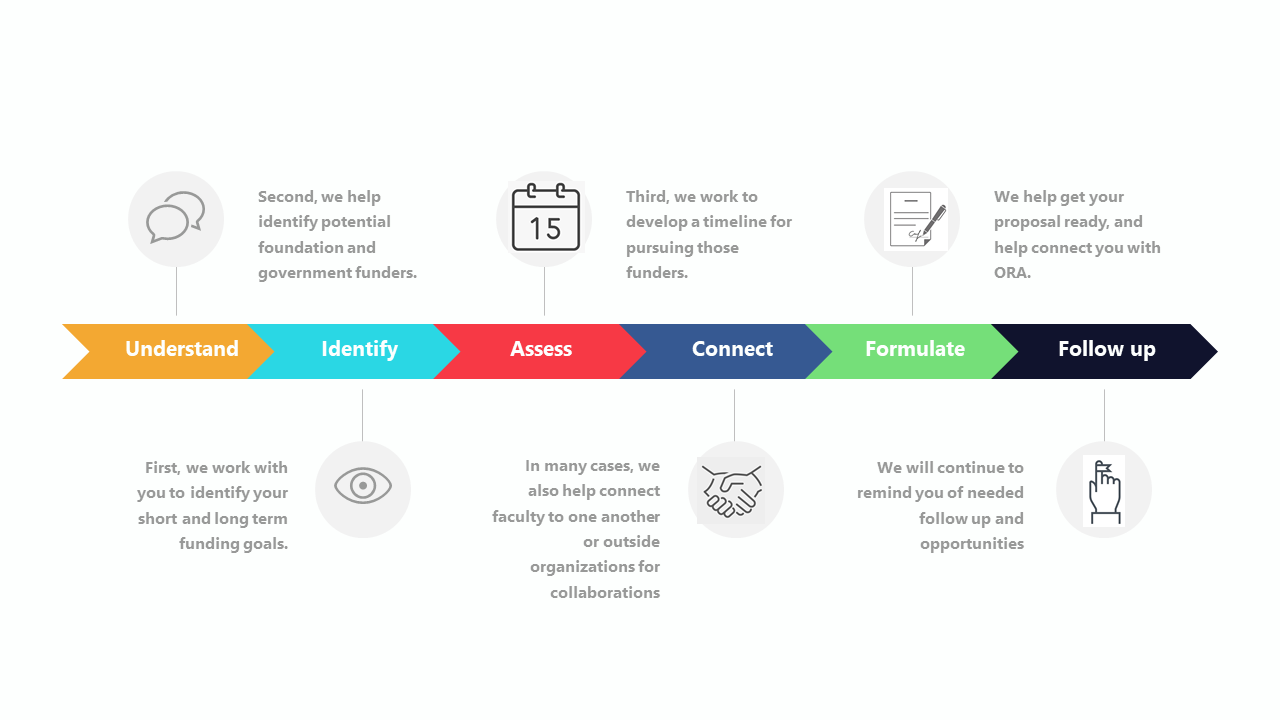 Second, we help
identify potential
foundation and
government funders.
15
Third, we work to
develop a timeline for
pursuing those
funders.
We help get your
proposal ready, and
help connect you with
ORA.
Understand
Identify
Assess
Connect
Formulate
Follow up
First, we work with
you to identify your
short and long term
funding goals.
In many cases, we
also help connect
faculty to one another
or outside
organizations for
collaborations
We will continue to
remind you of needed
follow up and
opportunities